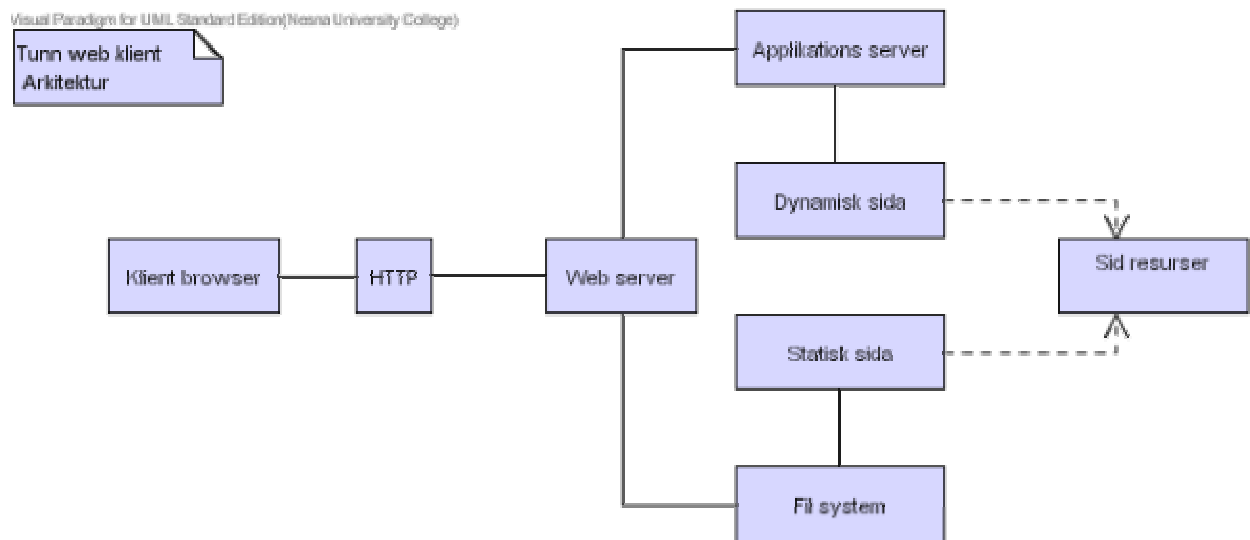 Visual Paradigm for UML Standard Edition(Nesna University College)
Tunn web klient
Arkitektur
Applikations server
Dynamisk sida
Klient browser
HTTP
Web server
Sid resurser
Statisk sida
Fil system